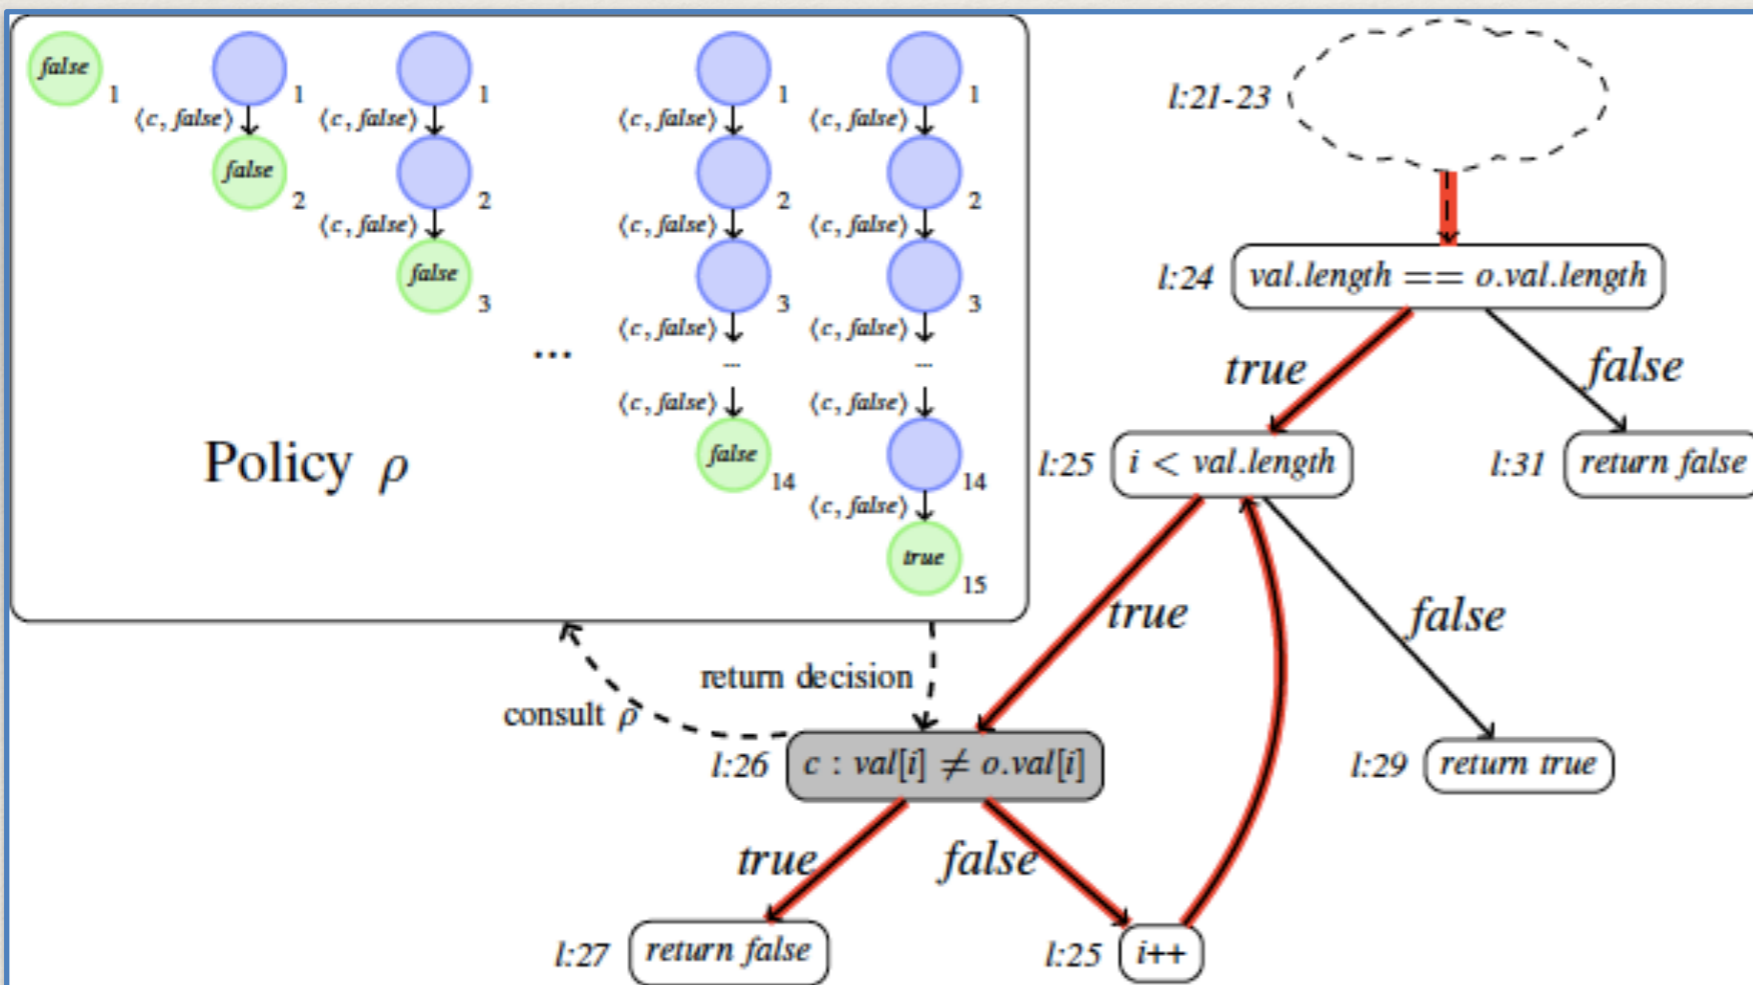 false 1
1
1
1
1
⟨c, false⟩
⟨c, false⟩
⟨c, false⟩
⟨c, false⟩
false 2
2
2
2
⟨c, false⟩
⟨c, false⟩
⟨c, false⟩
false 3
3
3
...
⟨c, false⟩
⟨c, false⟩
...
...
⟨c, false⟩
⟨c, false⟩
false 14
14
⟨c, false⟩
true 15
Policy ρ
consult ρ
return decision
l:21-23
l:24 val.length == o.val.length
true
false
l:25 i < val.length
l:31 return false
true
false
l:26 c : val[i] ≠ o.val[i]
l:29 return true
true
false
l:27 return false
l:25 i++